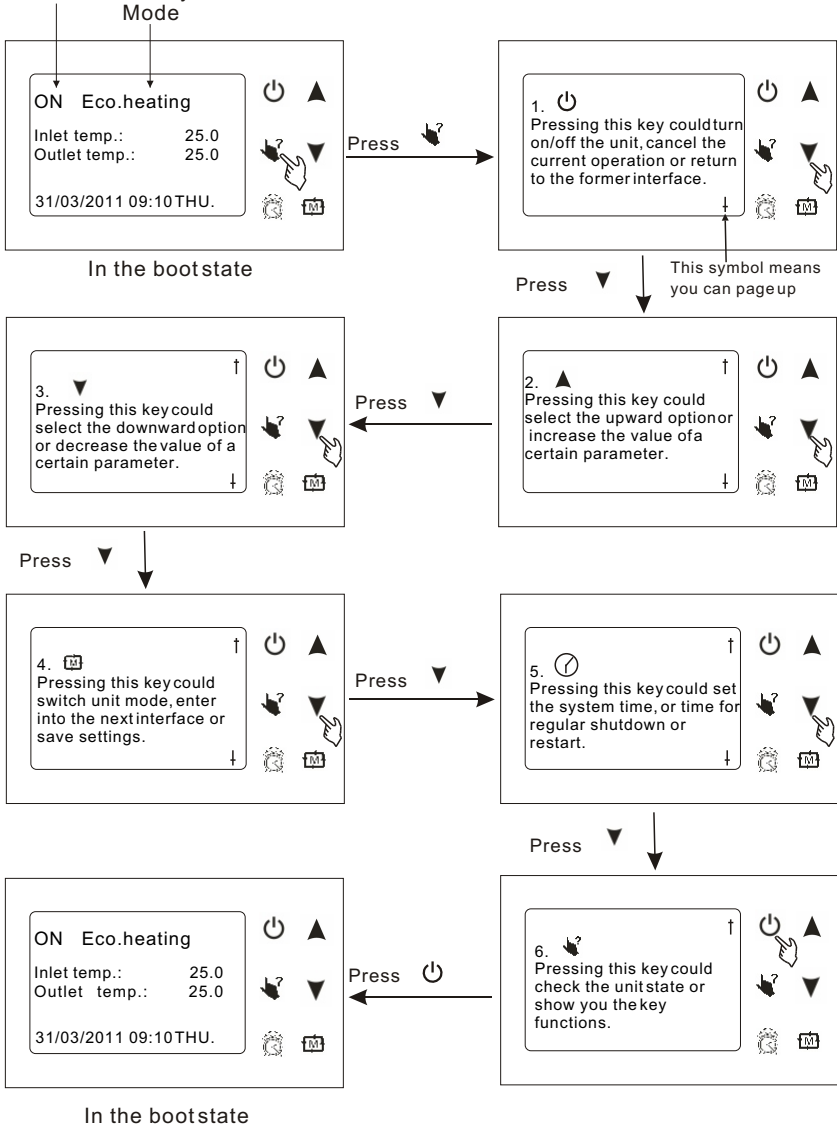 Mode
ON Eco.heating
Inlet temp.: 25.0
Outlet temp.: 25.0
31/03/2011 09:10 THU.
In the boot state
Press
1.
Pressing this key could turn
on/off the unit, cancel the
current operation or return
to the former interface.
This symbol means
you can page up
Press
2.
Pressing this key could
select the upward option or
increase the value of a
certain parameter.
Press
3.
Pressing this key could
select the downward option
or decrease the value of a
certain parameter.
Press
4.
Pressing this key could
switch unit mode, enter
into the next interface or
save settings.
Press
5.
Pressing this key could set
the system time, or time for
regular shutdown or
restart.
Press
6.
Pressing this key could
check the unit state or
show you the key
functions.
Press
ON Eco.heating
Inlet temp.: 25.0
Outlet temp.: 25.0
31/03/2011 09:10 THU.
In the boot state